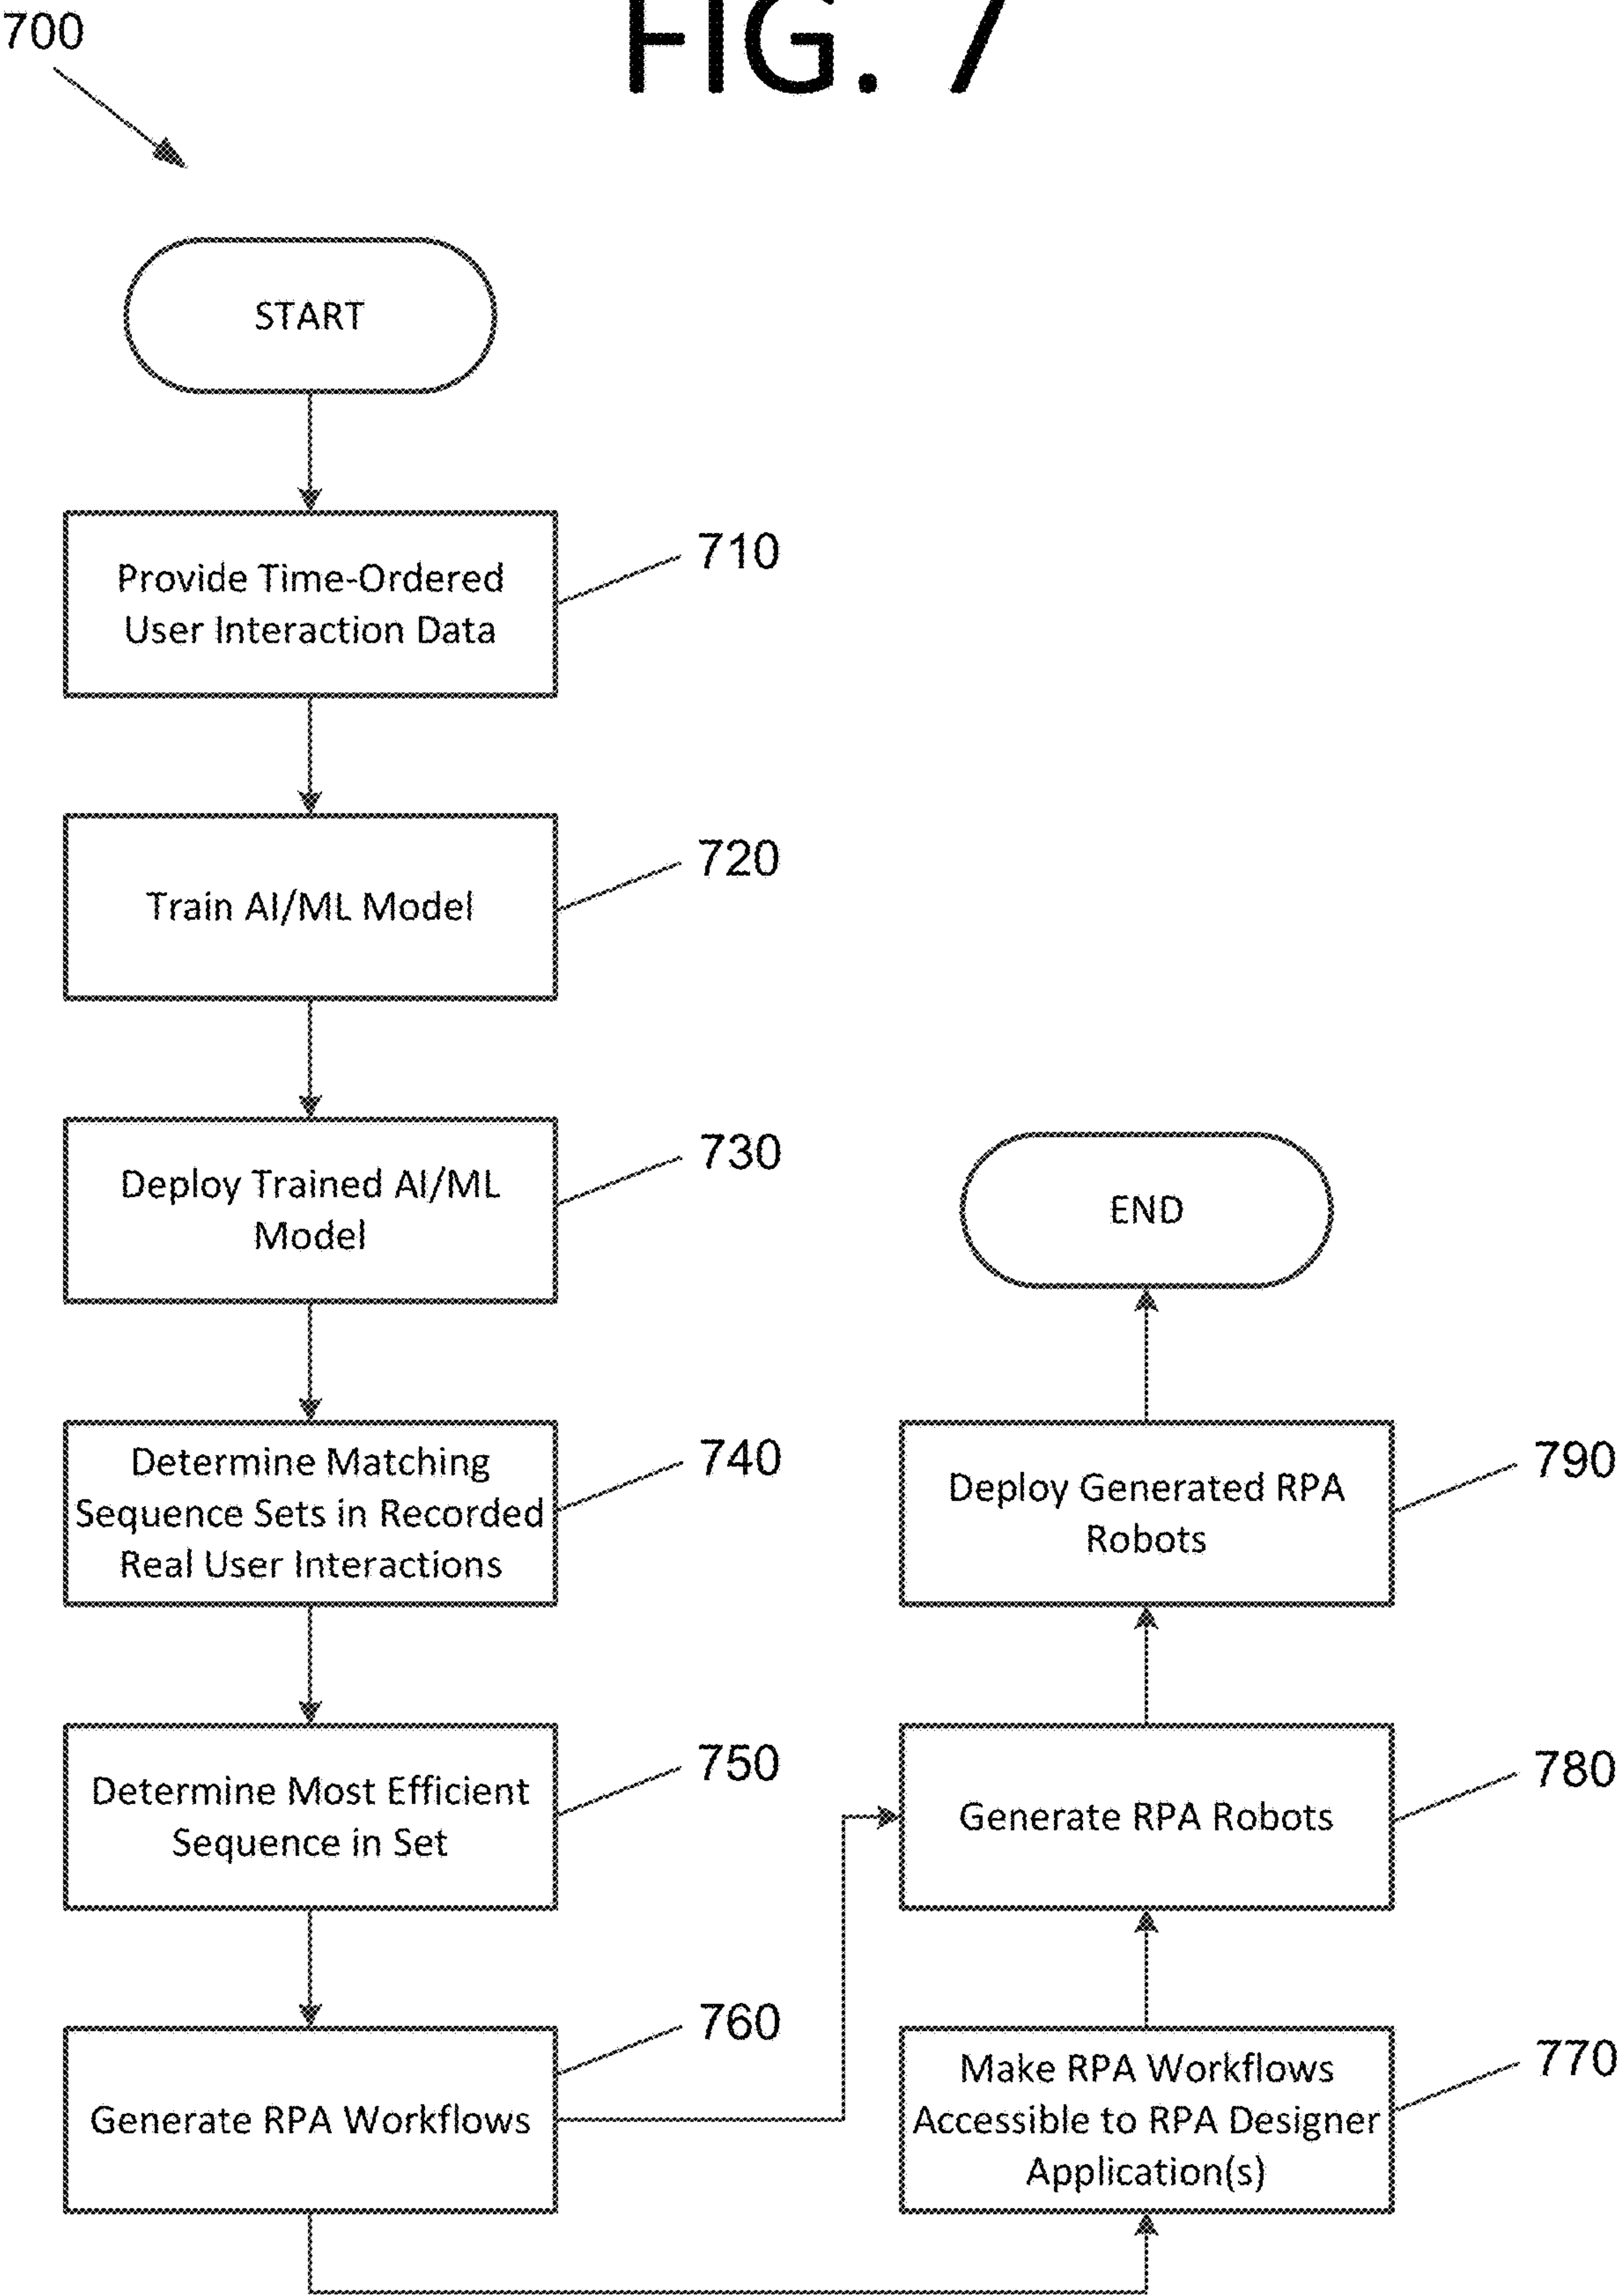 700
FIG. 7
START
Provide Time-Ordered
User Interaction Data
710
Train AI/ML Model
720
Deploy Trained AI/ML
Model
730
Determine Matching
Sequence Sets in Recorded
Real User Interactions
740
Determine Most Efficient
Sequence in Set
750
Generate RPA Workflows
760
END
Deploy Generated RPA
Robots
790
Generate RPA Robots
780
Make RPA Workflows
Accessible to RPA Designer
Application(s)
770